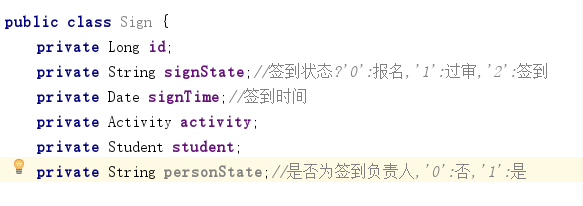 public class Sign {
private Long id;
private String signState;//签到状态?'0':报名,'1':过审,'2':签到
private Date signTime;//签到时间
private Activity activity;
private Student student;
private String personState;//是否为签到负责人,'0':否,'1':是